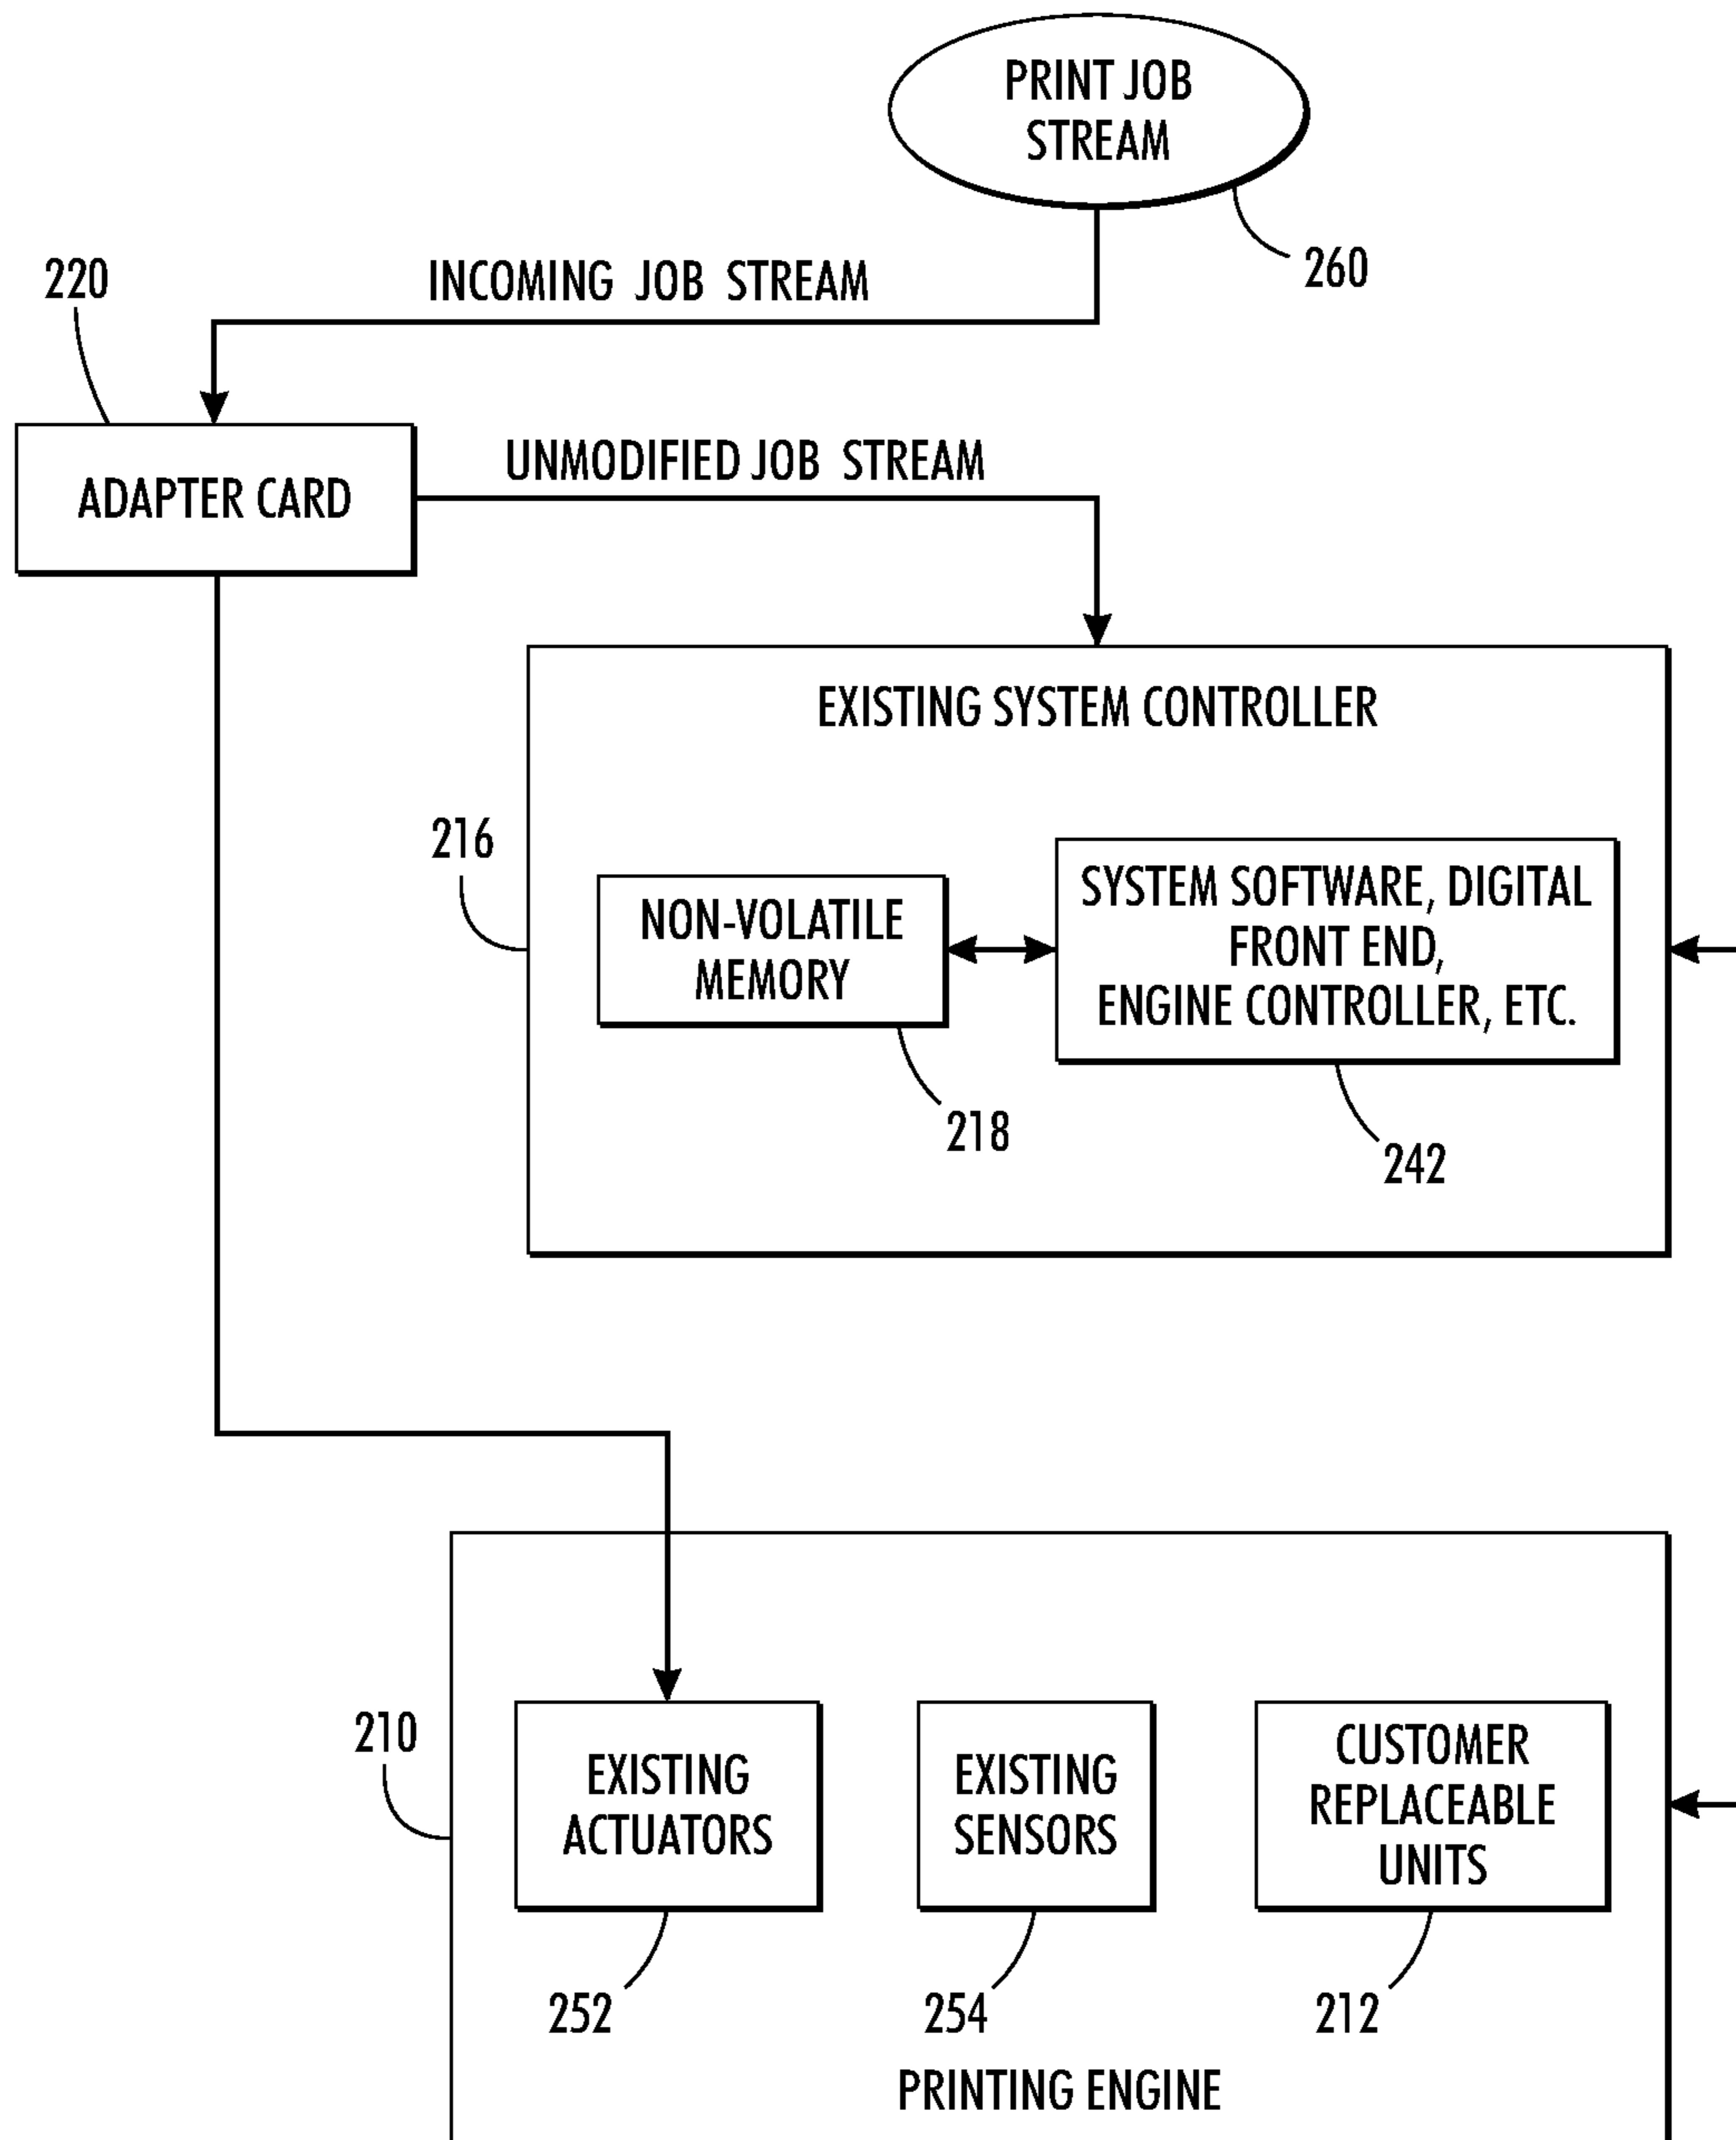 PRINT JOB
STREAM
260
INCOMING JOB STREAM
220
UNMODIFIED JOB STREAM
ADAPTER CARD
EXISTING SYSTEM CONTROLLER
216
NON-VOLATILE
MEMORY
SYSTEM SOFTWARE, DIGITAL
FRONT END,
ENGINE CONTROLLER, ETC.
218
242
210
EXISTING
ACTUATORS
EXISTING
SENSORS
CUSTOMER
REPLACEABLE
UNITS
252
254
212
PRINTING ENGINE